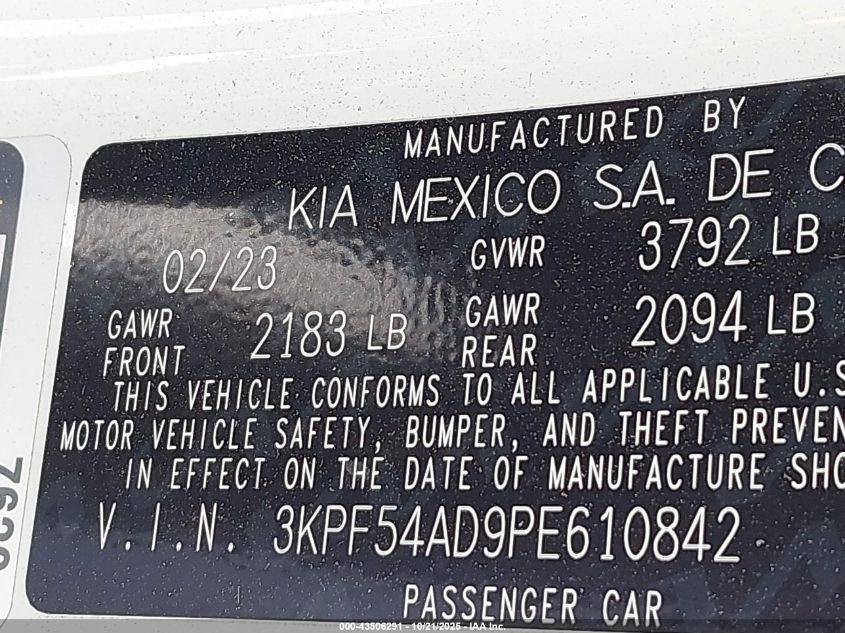 MANUFACTURED BY
KIA MEXICO S.A. DE C
02/23 GVWR 3792 LB
GAWR FRONT 2183 LB GAWR REAR 2094 LB
THIS VEHICLE CONFORMS TO ALL APPLICABLE U.S
MOTOR VEHICLE SAFETY, BUMPER, AND THEFT PREVEN
IN EFFECT ON THE DATE OF MANUFACTURE SHO
V.I.N. 3KPF54AD9PE610842
PASSENGER CAR
000-43506291 - 10/21/2025 - IAA Inc.